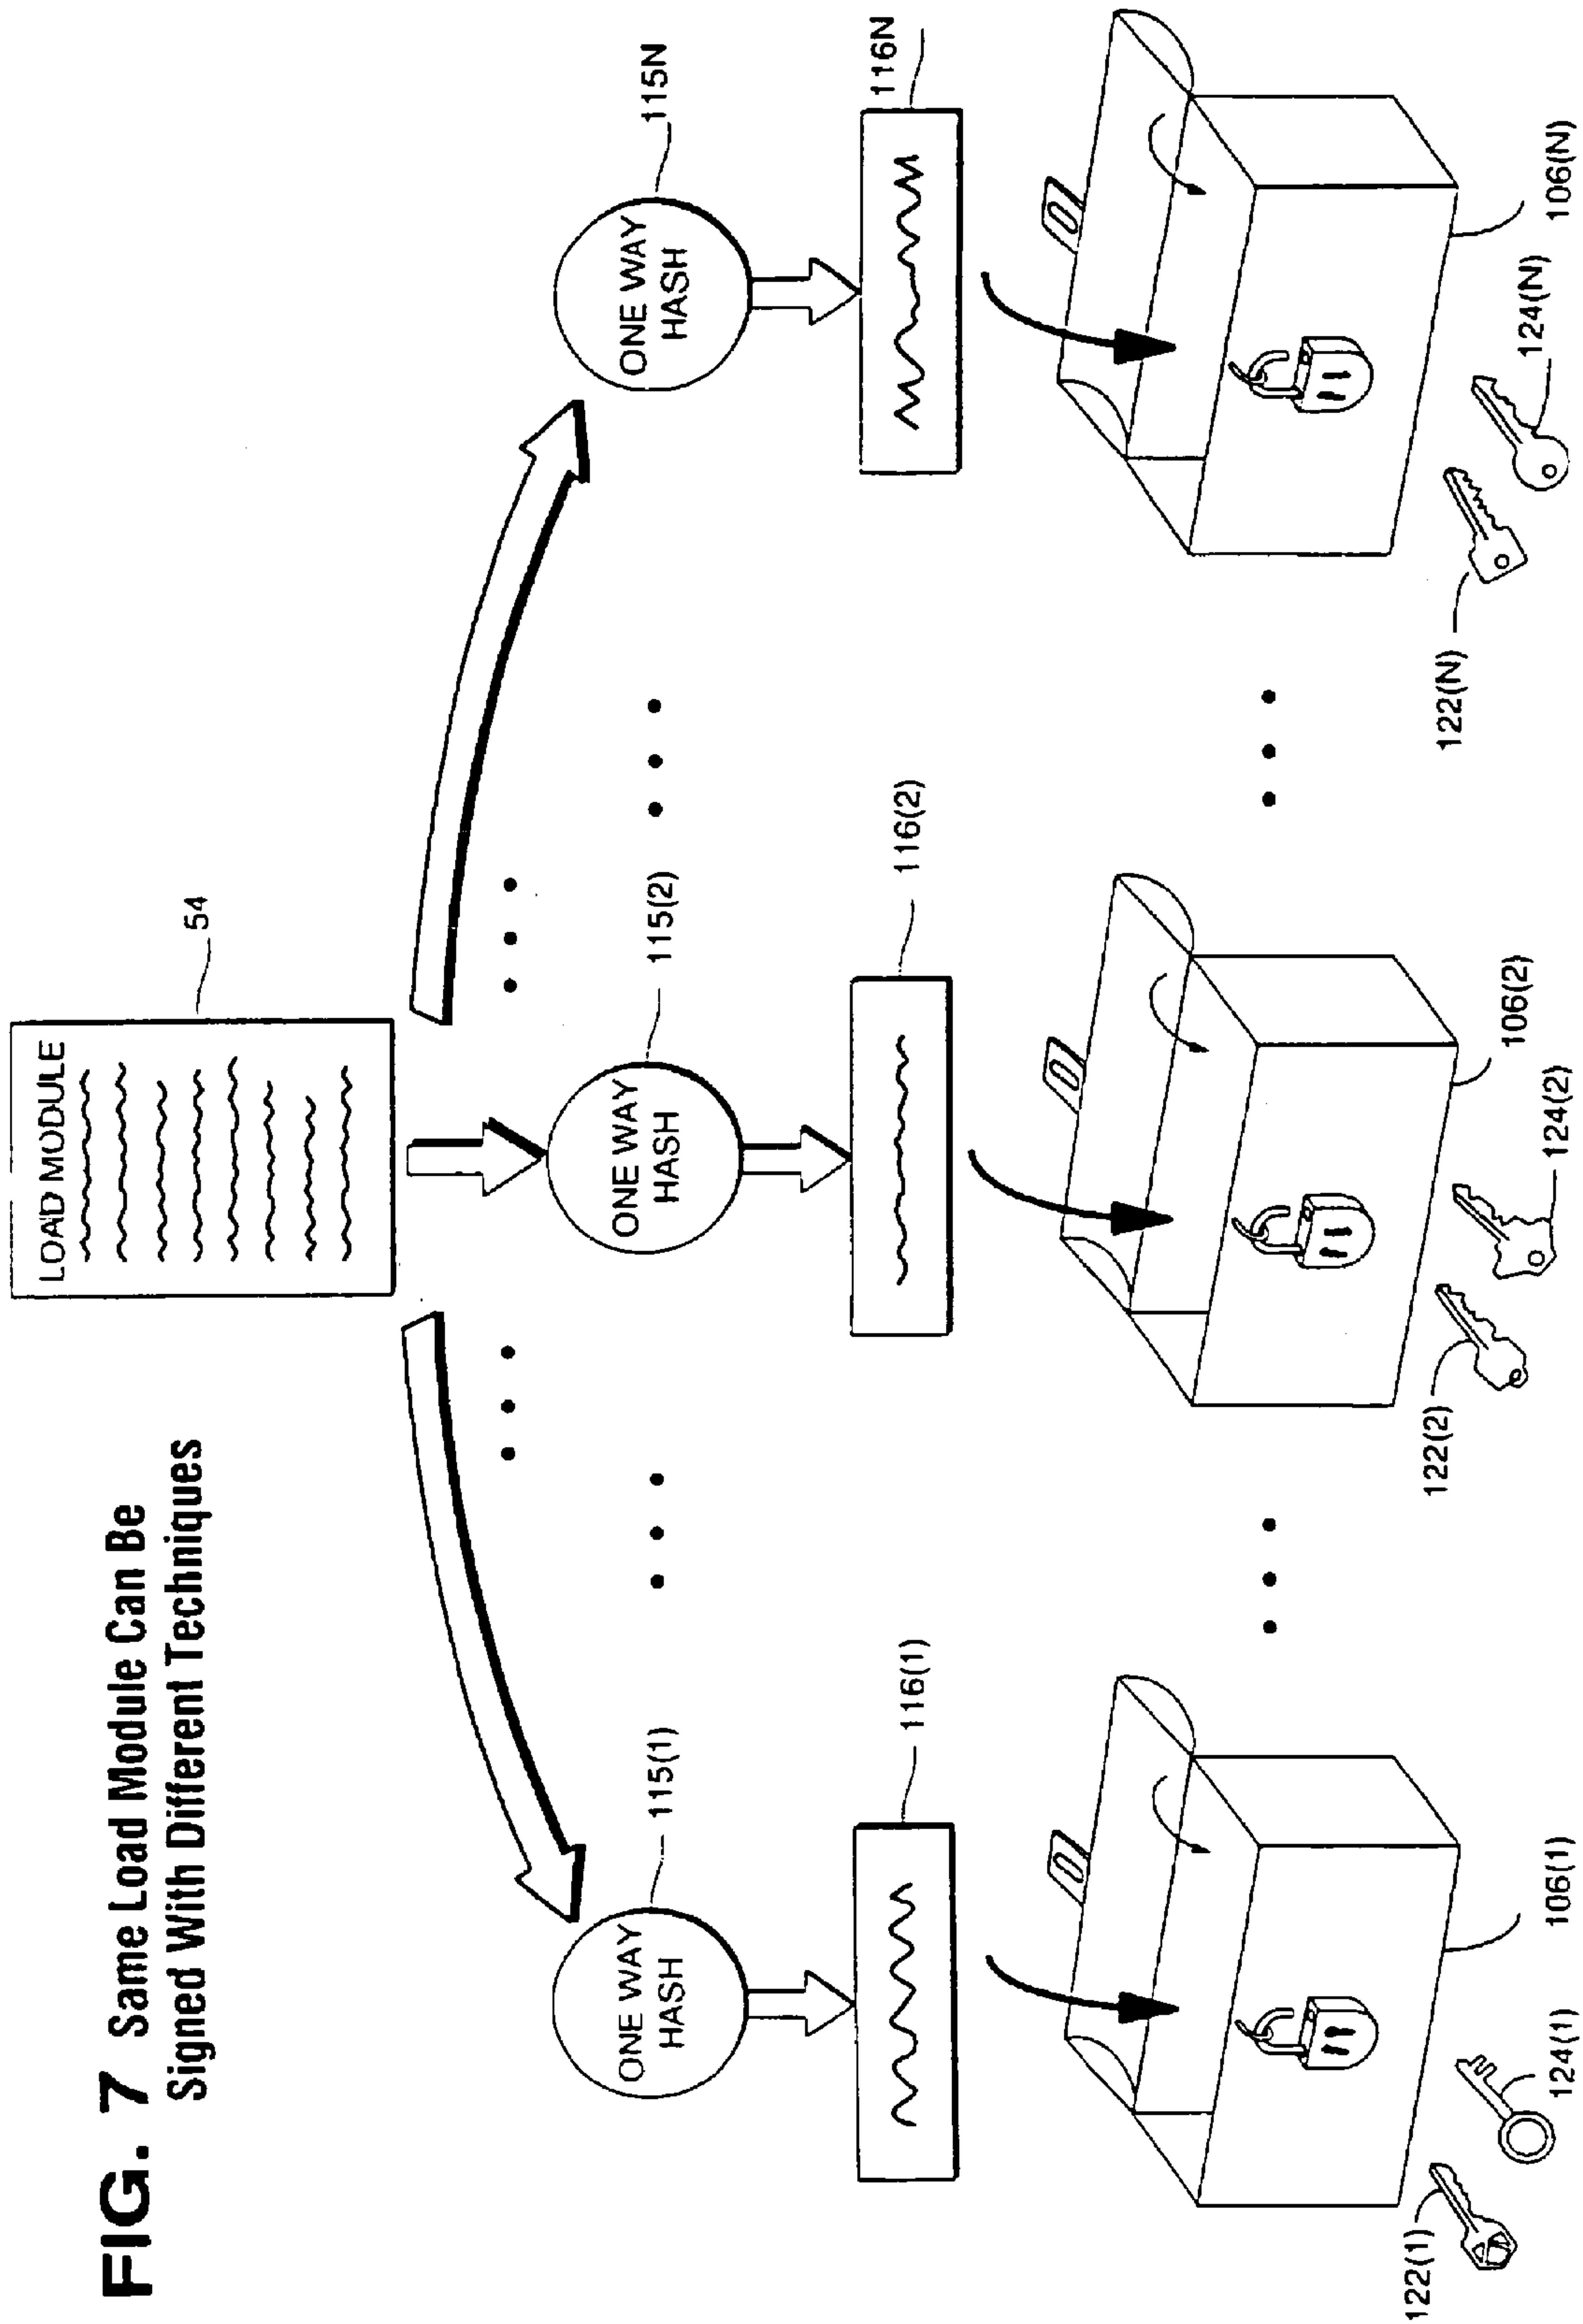 FIG. 7 Same Load Module Can Be
Signed With Different Techniques
LOAD MODULE
54
ONE WAY
HASH
115(1)
ONE WAY
HASH
115(2)
ONE WAY
HASH
115N
116(1)
116(2)
116N
122(1)
124(1)
106(1)
122(2)
124(2)
106(2)
122(N)
124(N)
106(N)